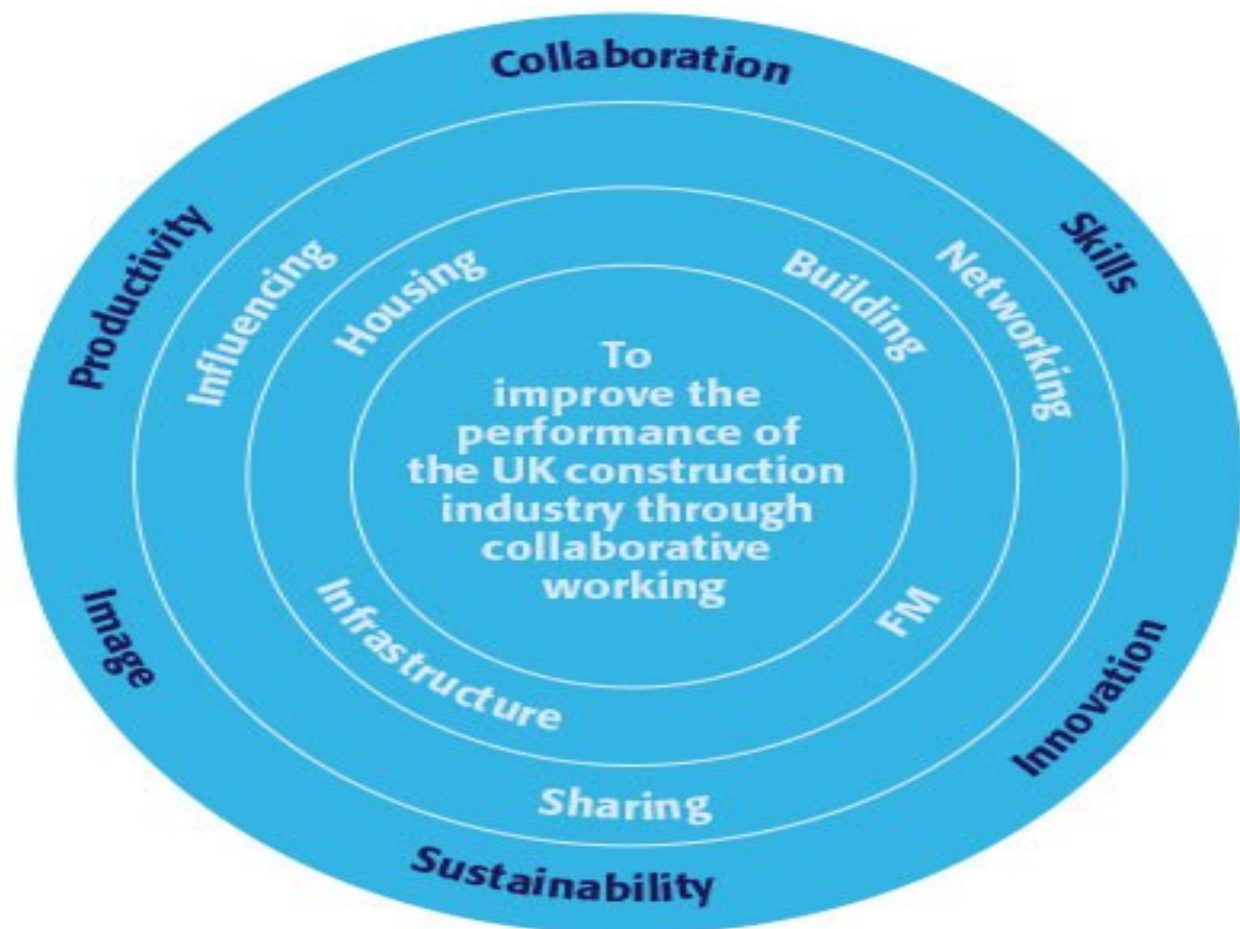 Collaboration
Skills
Innovation
Sustainability
Image
Productivity
Influencing
Networking
Sharing
Housing
Building
FM
Infrastructure
To
improve the
performance of
the UK construction
industry through
collaborative
working